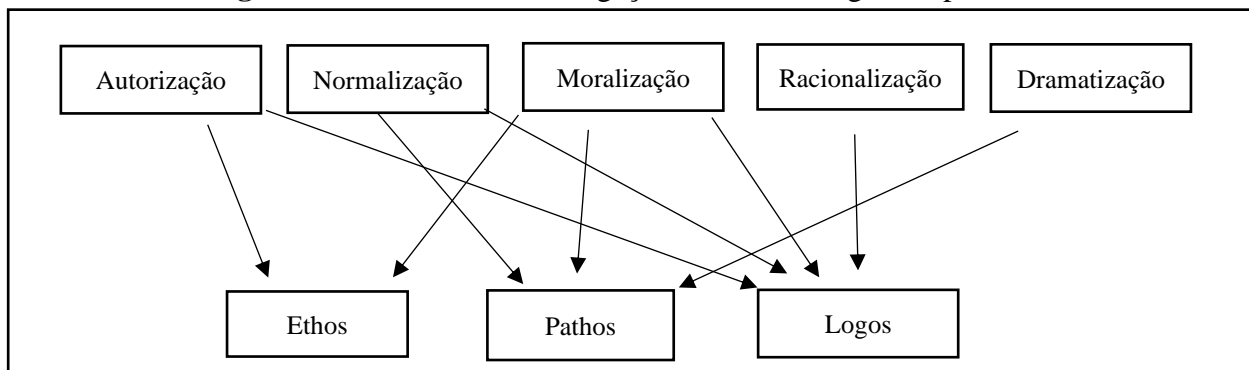 Autorização
Normalização
Moralização
Racionalização
Dramatização
Ethos
Pathos
Logos